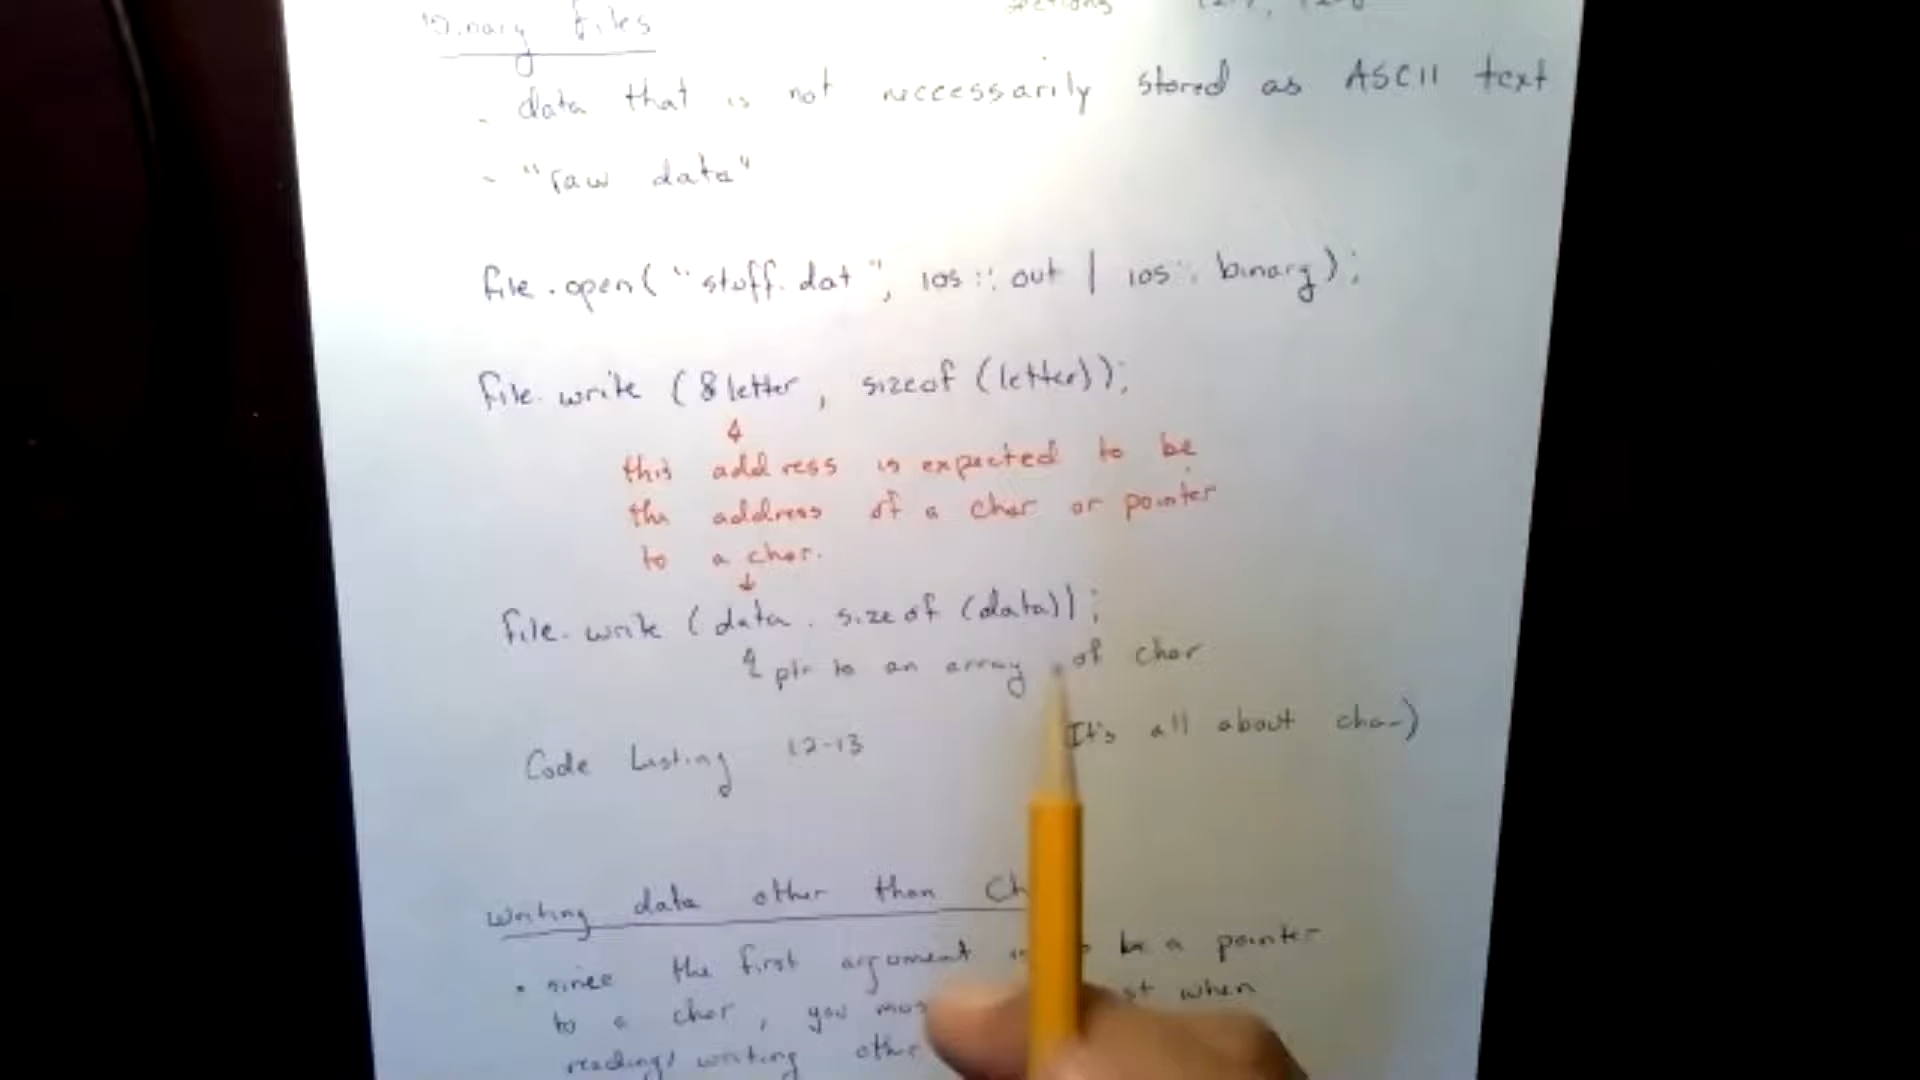 Binary Files
- data that is not neccessarily stored as ASCII text
- "raw data"
file.open( "stuff.dat", ios::out | ios::binary);
file.write (&letter, sizeof (letter));
this address is expected to be
the address of a char or pointer
to a char.
file.write (data, sizeof (data));
ptr to an array of char
(It's all about char)
Code Listing 12-13
Writing data other than
• since the first argument be a pointer
to a char, you when
reading/writing